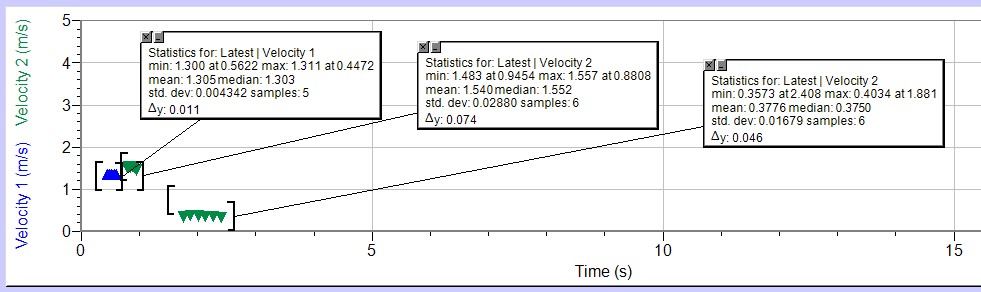 Velocity 2 (m/s)
Velocity 1 (m/s)
5
4
3
2
1
0
Statistics for: Latest | Velocity 1
min: 1.300 at 0.5622 max: 1.311 at 0.4472
mean: 1.305 median: 1.303
std. dev: 0.004342 samples: 5
Δy: 0.011
Statistics for: Latest | Velocity 2
min: 1.483 at 0.9454 max: 1.557 at 0.8808
mean: 1.540 median: 1.552
std. dev: 0.02880 samples: 6
Δy: 0.074
Statistics for: Latest | Velocity 2
min: 0.3573 at 2.408 max: 0.4034 at 1.881
mean: 0.3776 median: 0.3750
std. dev: 0.01679 samples: 6
Δy: 0.046
0 5 10 15
Time (s)